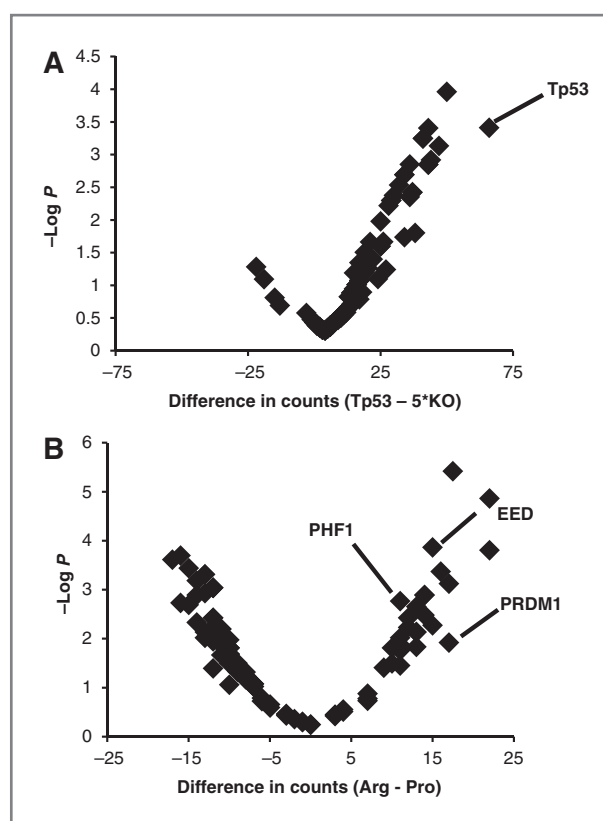 A
4.5
4
3.5
3
2.5
2
1.5
1
0.5
0
–Log P
Tp53
–75
–25
25
75
Difference in counts (Tp53 – 5*KO)
B
6
5
4
3
2
1
0
–Log P
PHF1
EED
PRDM1
–25
–15
–5
5
15
25
Difference in counts (Arg - Pro)